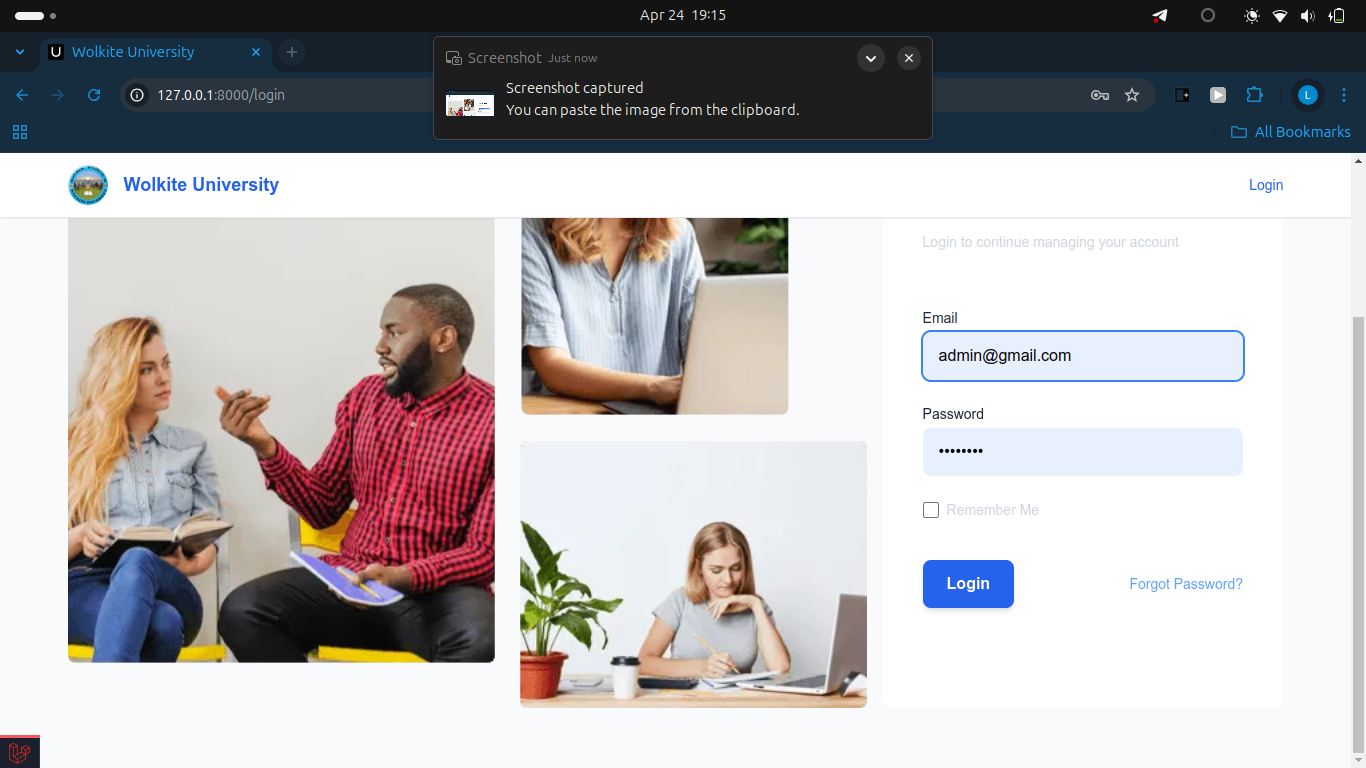 Apr 24 19:15
Wolkite University
Screenshot Just now
Screenshot captured
You can paste the image from the clipboard.
127.0.0.1:8000/login
L
All Bookmarks
Wolkite University
Login
Login to continue managing your account
Email
admin@gmail.com
Password
••••••••
Remember Me
Login
Forgot Password?